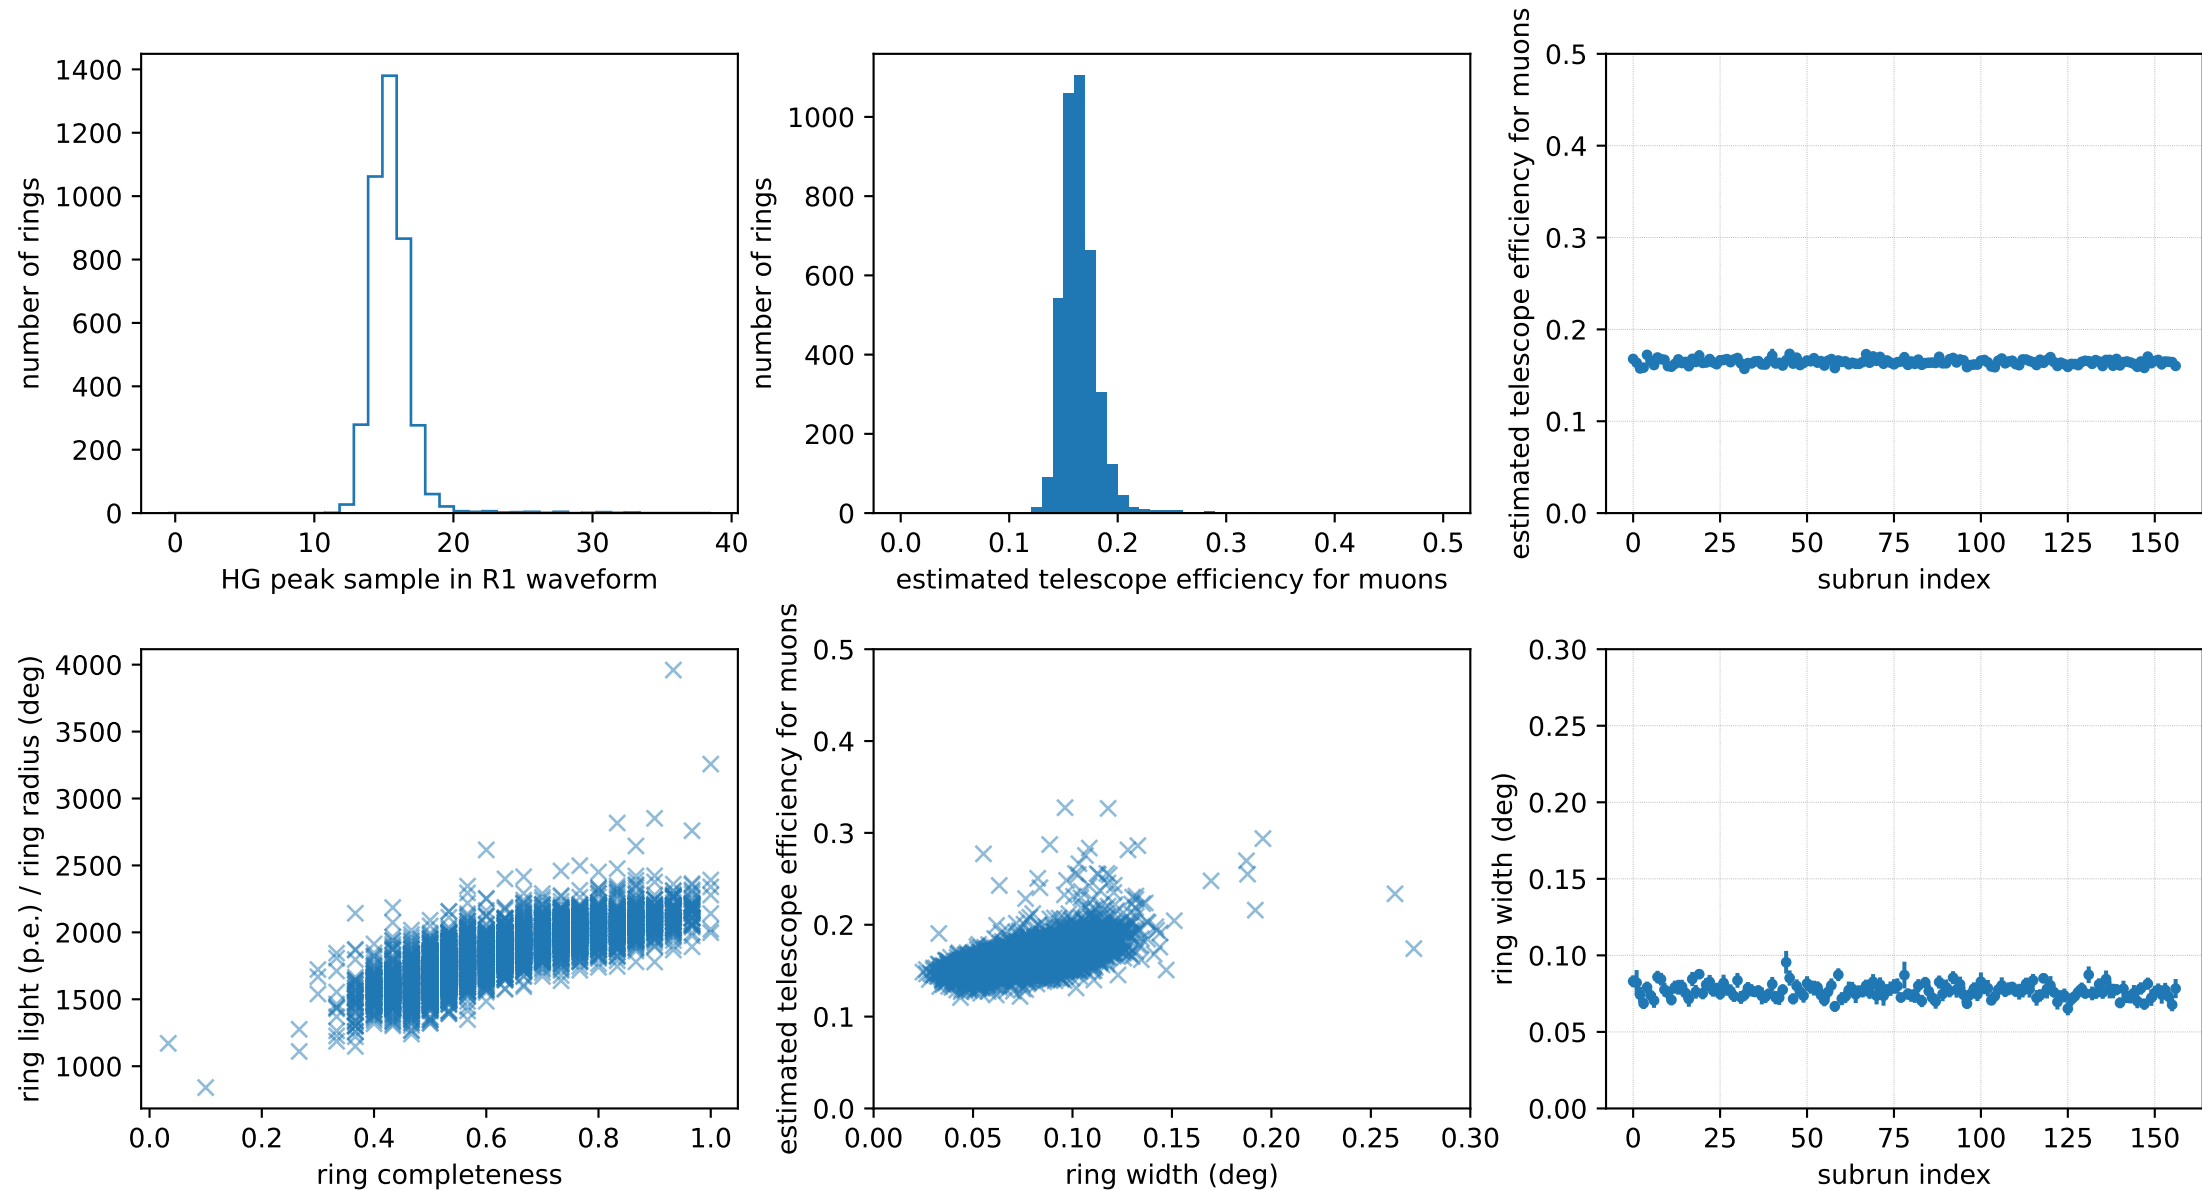 1400
1200
1000
800
600
400
200
0
number of rings
0 10 20 30 40
HG peak sample in R1 waveform
1000
800
600
400
200
0
number of rings
0.0 0.1 0.2 0.3 0.4 0.5
estimated telescope efficiency for muons
0.5
0.4
0.3
0.2
0.1
0.0
estimated telescope efficiency for muons
0 25 50 75 100 125 150
subrun index
4000
3500
3000
2500
2000
1500
1000
ring light (p.e.) / ring radius (deg)
0.0 0.2 0.4 0.6 0.8 1.0
ring completeness
0.5
0.4
0.3
0.2
0.1
0.0
estimated telescope efficiency for muons
0.00 0.05 0.10 0.15 0.20 0.25 0.30
ring width (deg)
0.30
0.25
0.20
0.15
0.10
0.05
0.00
ring width (deg)
0 25 50 75 100 125 150
subrun index